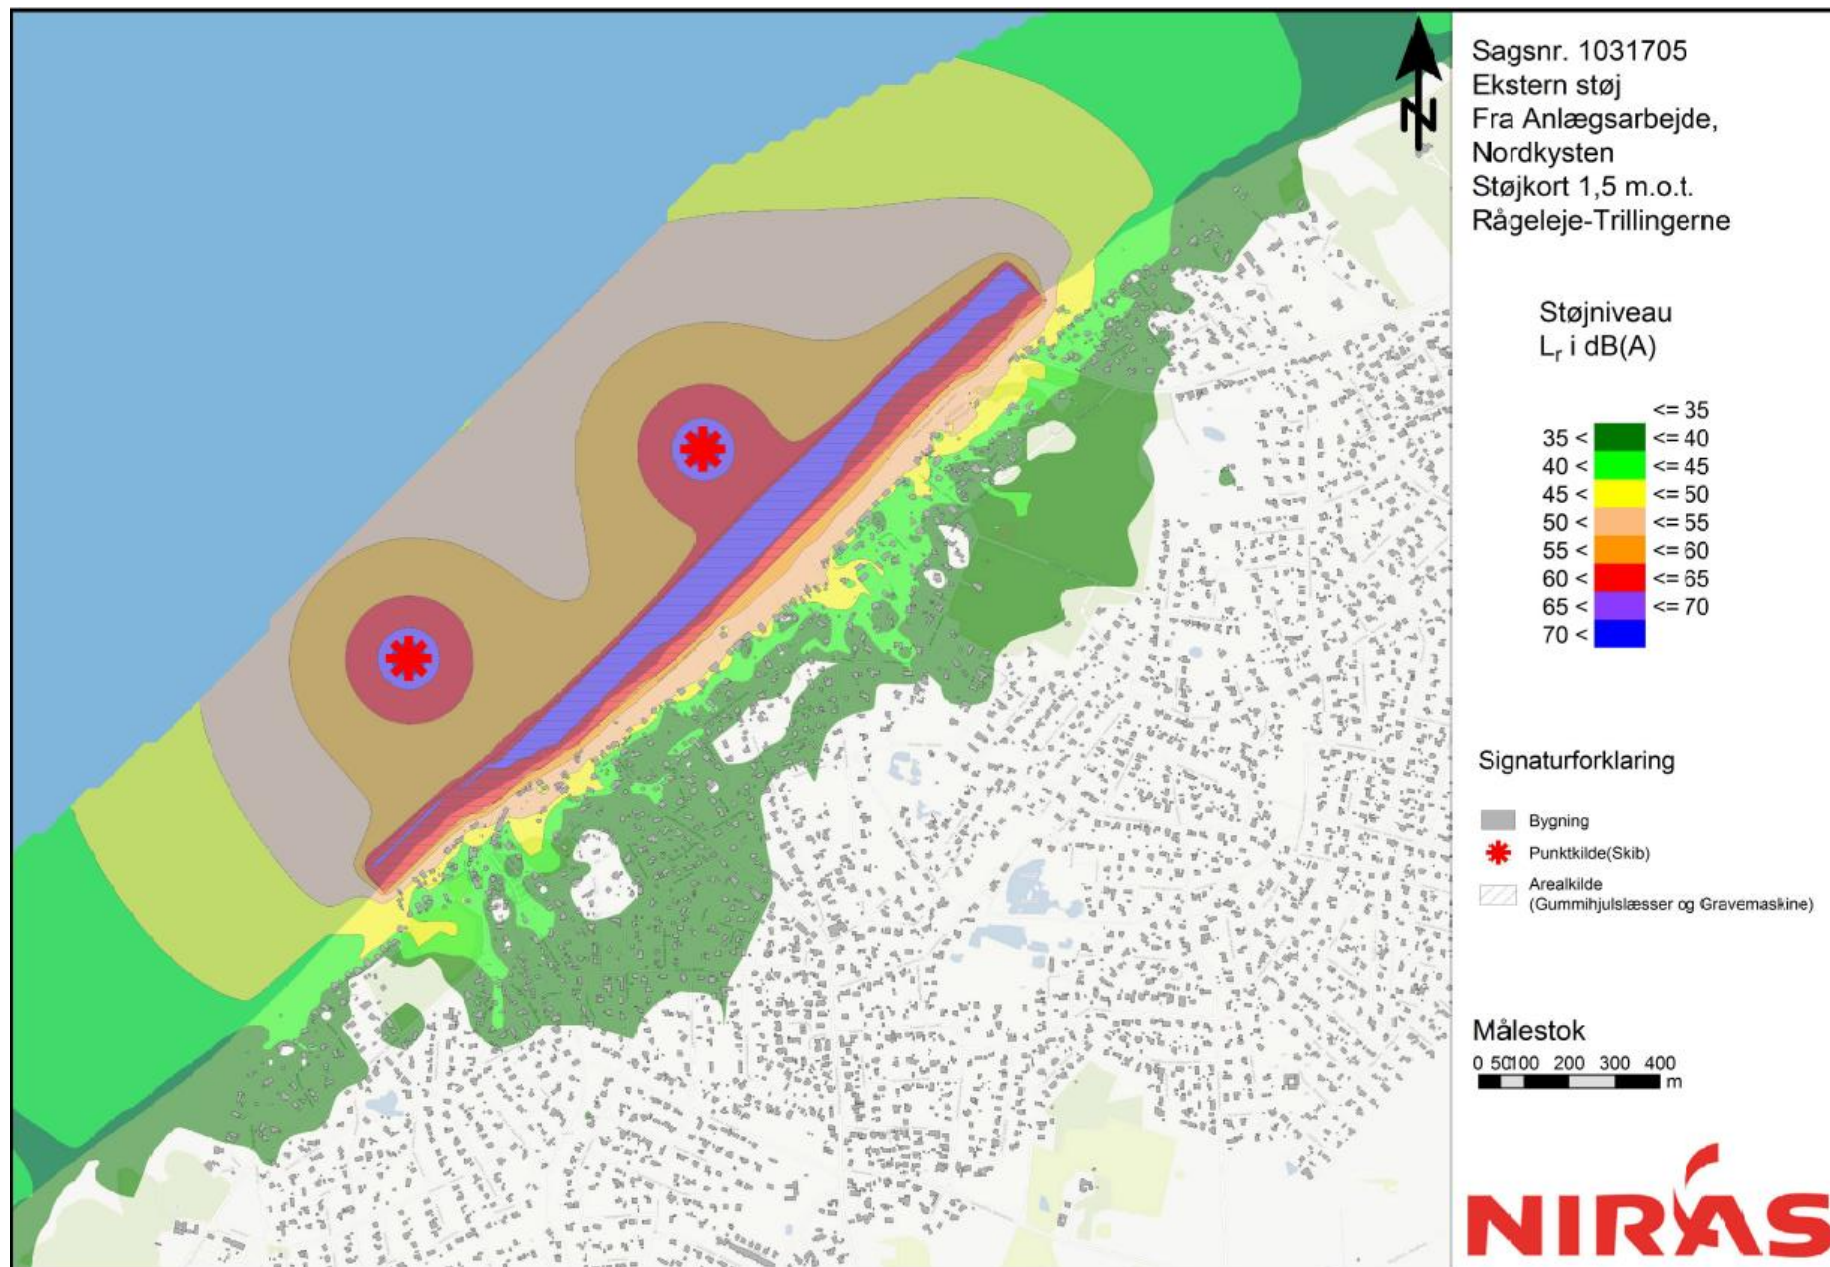 N
Sagsnr. 1031705
Ekstern støj
Fra Anlægsarbejde,
Nordkysten
Støjkort 1,5 m.o.t.
Rågeleje-Trillingerne
Støjniveau
Lr i dB(A)
<= 35
35 < <= 40
40 < <= 45
45 < <= 50
50 < <= 55
55 < <= 60
60 < <= 65
65 < <= 70
70 <
Signaturforklaring
Bygning
Punktkilde(Skib)
Arealkilde
(Gummihjulslæsser og Gravemaskine)
Målestok
0 50 100 200 300 400
m
NIRAS